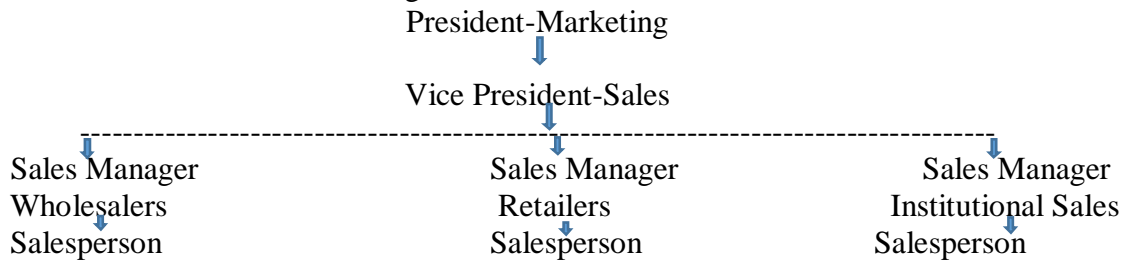 President-Marketing
Vice President-Sales
Sales Manager Sales Manager Sales Manager
Wholesalers Retailers Institutional Sales
Salesperson Salesperson Salesperson